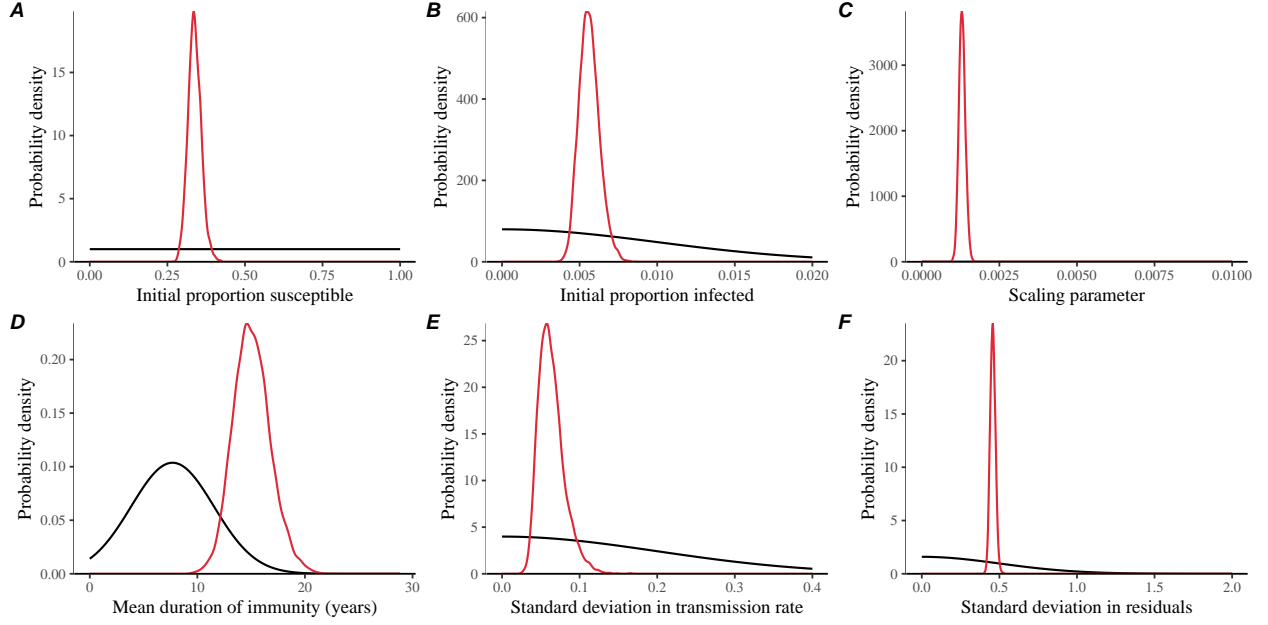 A
Probability density
15
10
5
0
0.00 0.25 0.50 0.75 1.00
Initial proportion susceptible
B
Probability density
600
400
200
0
0.000 0.005 0.010 0.015 0.020
Initial proportion infected
C
Probability density
3000
2000
1000
0
0.0000 0.0025 0.0050 0.0075 0.0100
Scaling parameter
D
Probability density
0.20
0.15
0.10
0.05
0.00
0 10 20 30
Mean duration of immunity (years)
E
Probability density
25
20
15
10
5
0
0.0 0.1 0.2 0.3 0.4
Standard deviation in transmission rate
F
Probability density
20
15
10
5
0
0.0 0.5 1.0 1.5 2.0
Standard deviation in residuals